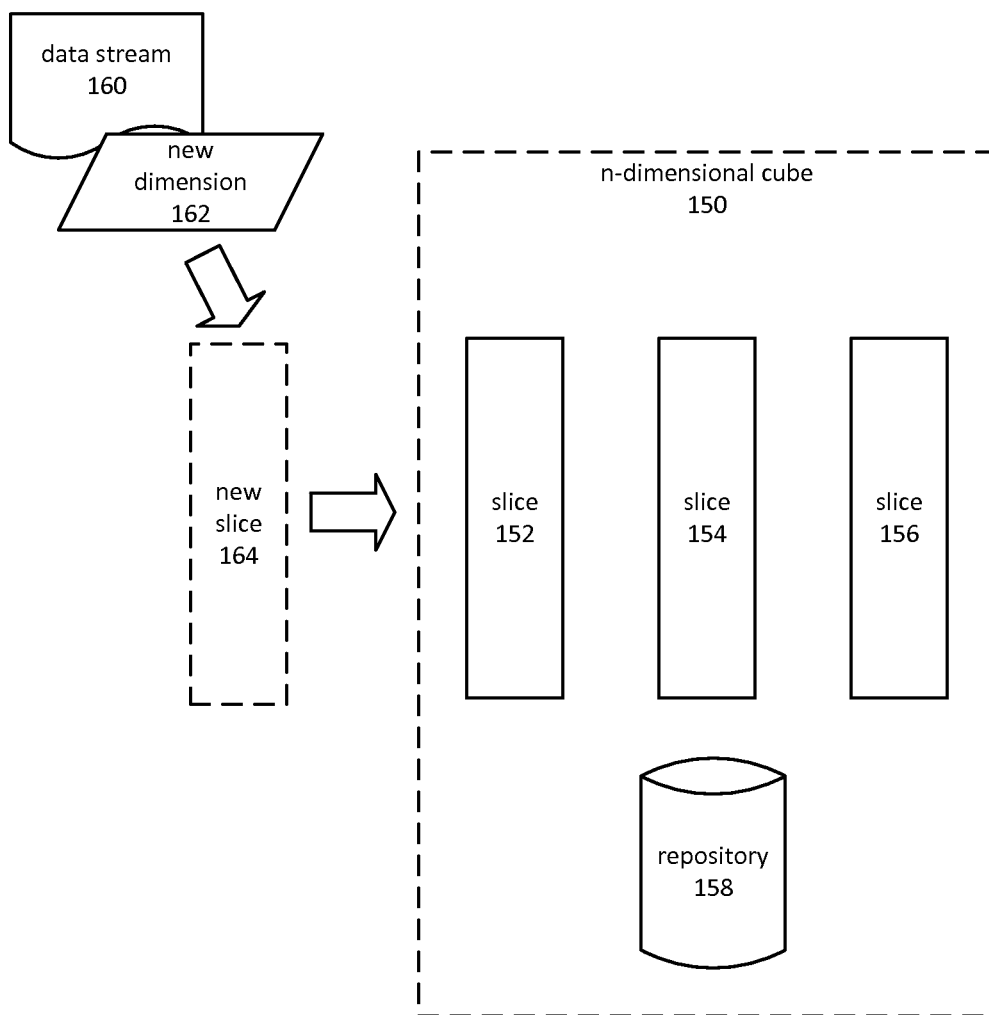 data stream
160
new
dimension
162
n-dimensional cube
150
new
slice
164
slice
152
slice
154
slice
156
repository
158